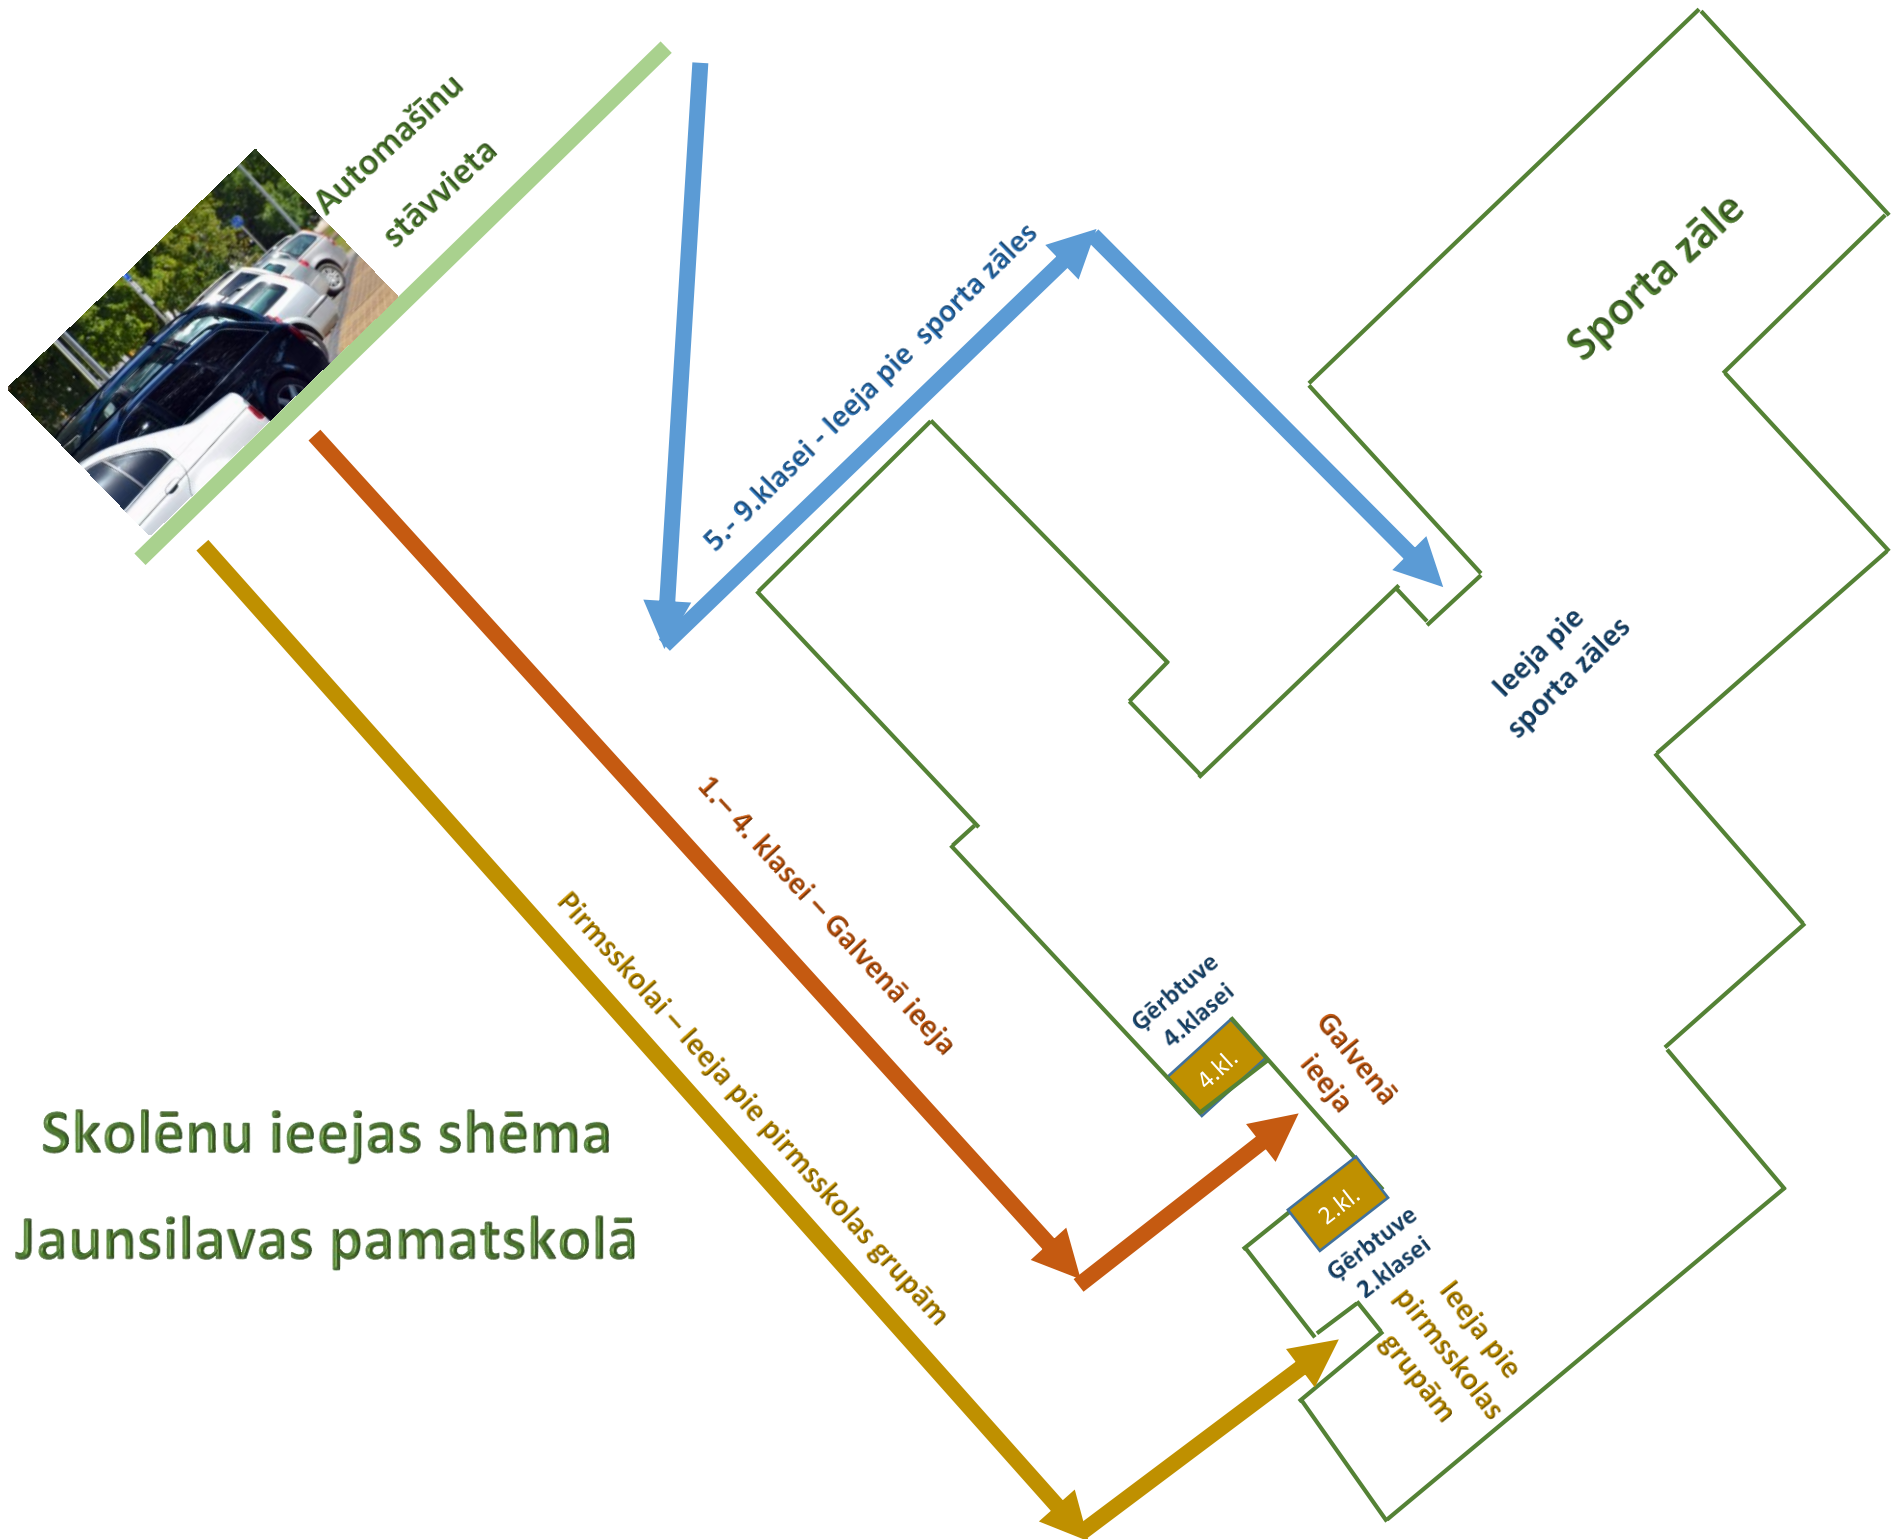 Automašīnu
stāvvieta
Sporta zāle
5.- 9.klasei - Ieeja pie sporta zāles
Ieeja pie
sporta zāles
1.– 4. klasei – Galvenā ieeja
Pirmsskolai – Ieeja pie pirmsskolas grupām
Ģērbtuve
4.klasei
4.kl.
Galvenā
ieeja
2.kl.
Ģērbtuve
2.klasei
Ieeja pie
pirmsskolas
grupām
Skolēnu ieejas shēma
Jaunsilavas pamatskolā